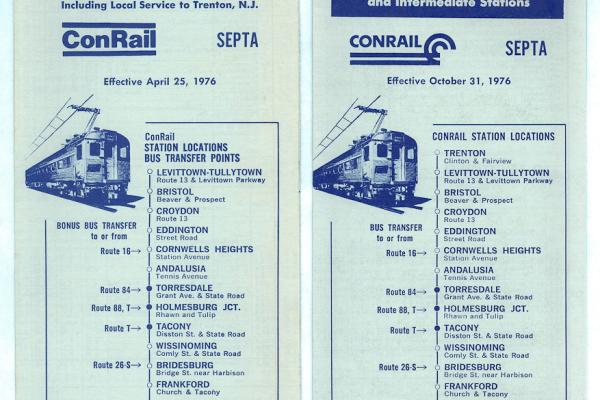 Including Local Service to Trenton, N.J.
ConRail
SEPTA
Effective April 25, 1976
ConRail
STATION LOCATIONS
BUS TRANSFER POINTS
LEVITTOWN-TULLYTOWN
Route 13 & Levittown Parkway
BRISTOL
Beaver & Prospect
CROYDON
Route 13
BONUS BUS TRANSFER
to or from
EDDINGTON
Street Road
Route 16→
CORNWELLS HEIGHTS
Station Avenue
ANDALUSIA
Tennis Avenue
Route 84→
TORRESDALE
Grant Ave. & State Road
Route 88, T→
HOLMESBURG JCT.
Rhawn and Tulip
Route T→
TACONY
Disston St. & State Road
WISSINOMING
Comly St. & State Road
Route 26-S→
BRIDESBURG
Bridge St. near Harbison
FRANKFORD
Church & Tacony
and Intermediate Stations
CONRAIL
SEPTA
Effective October 31, 1976
CONRAIL STATION LOCATIONS
TRENTON
Clinton & Fairview
LEVITTOWN-TULLYTOWN
Route 13 & Levittown Parkway
BRISTOL
Beaver & Prospect
CROYDON
Route 13
BUS TRANSFER
to or from
EDDINGTON
Street Road
Route 16→
CORNWELLS HEIGHTS
Station Avenue
ANDALUSIA
Tennis Avenue
Route 84→
TORRESDALE
Grant Ave. & State Road
Route 88, T→
HOLMESBURG JCT.
Rhawn and Tulip
Route T→
TACONY
Disston St. & State Road
WISSINOMING
Comly St. & State Road
Route 26-S→
BRIDESBURG
Bridge St. near Harbison
FRANKFORD
Church & Tacony